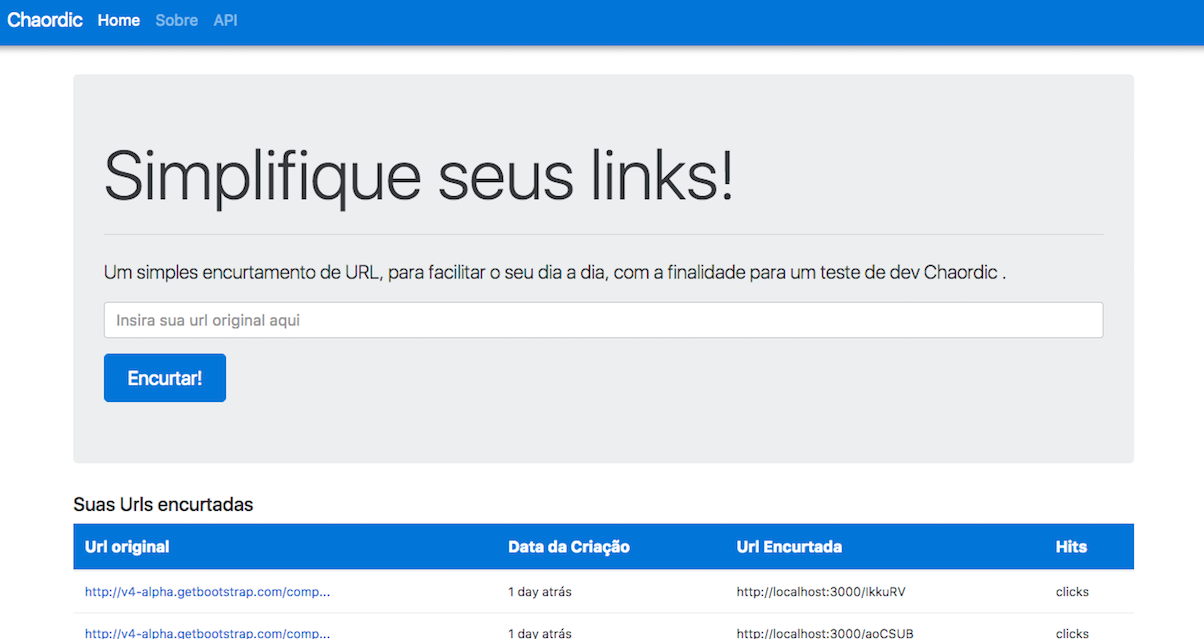 Chaordic Home Sobre API
Simplifique seus links!
Um simples encurtamento de URL, para facilitar o seu dia a dia, com a finalidade para um teste de dev Chaordic .
Insira sua url original aqui
Encurtar!
Suas Urls encurtadas
Url original Data da Criação Url Encurtada Hits
http://v4-alpha.getbootstrap.com/comp... 1 day atrás http://localhost:3000/lkkuRV clicks
http://v4-alpha.getbootstrap.com/comp... 1 day atrás http://localhost:3000/aoCSUB clicks